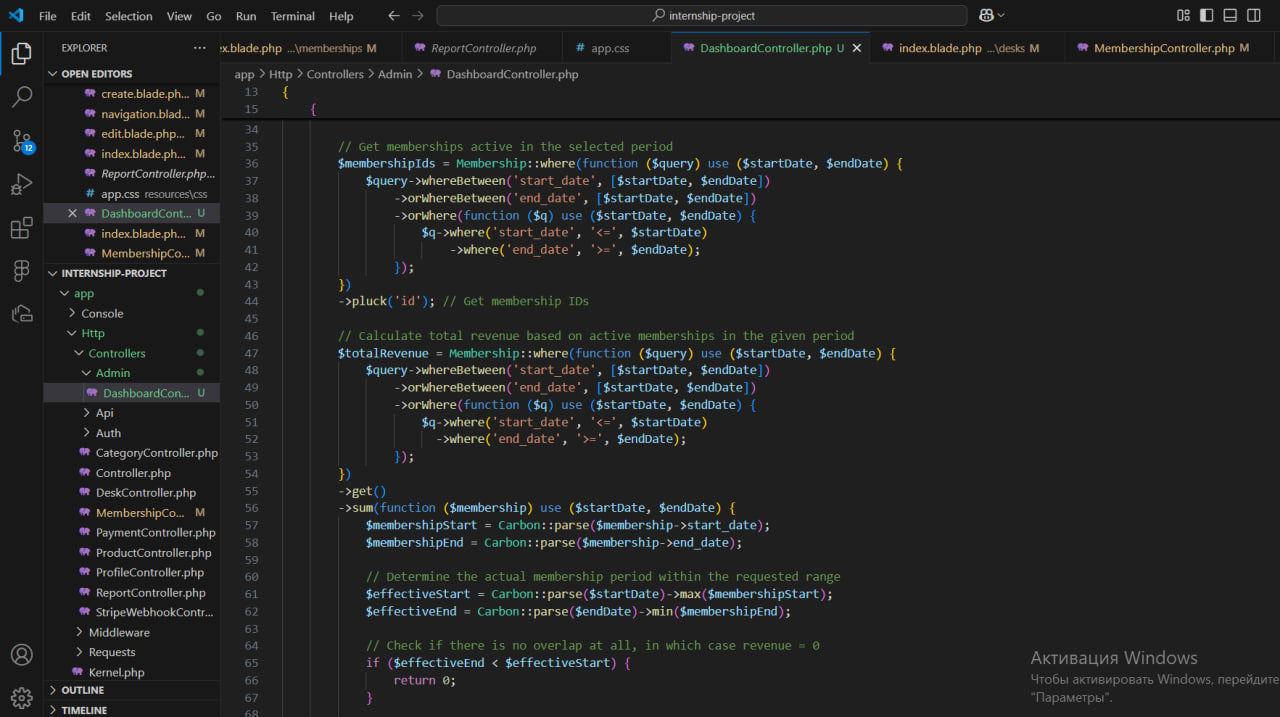 File Edit Selection View Go Run Terminal Help
internship-project
EXPLORER
index.blade.php ...\memberships M
ReportController.php
# app.css
DashboardController.php U
index.blade.php ...\desks M
MembershipController.php M
OPEN EDITORS
create.blade.ph... M
navigation.blad... M
edit.blade.php... M
index.blade.ph... M
ReportController.php...
# app.css resources\css
DashboardCont... U
index.blade.ph... M
MembershipCo... M
12
INTERNSHIP-PROJECT
app
Console
Http
Controllers
Admin
DashboardCon... U
Api
Auth
CategoryController.php
Controller.php
DeskController.php
MembershipCo... M
PaymentController.php
ProductController.php
ProfileController.php
ReportController.php
StripeWebhookContr...
Middleware
Requests
Kernel.php
OUTLINE
TIMELINE
app > Http > Controllers > Admin > DashboardController.php
13 {
15 {
34
35 // Get memberships active in the selected period
36 $membershipIds = Membership::where(function ($query) use ($startDate, $endDate) {
37 $query->whereBetween('start_date', [$startDate, $endDate])
38 ->orWhereBetween('end_date', [$startDate, $endDate])
39 ->orWhere(function ($q) use ($startDate, $endDate) {
40 $q->where('start_date', '<=', $startDate)
41 ->where('end_date', '>=', $endDate);
42 });
43 })
44 ->pluck('id'); // Get membership IDs
45
46 // Calculate total revenue based on active memberships in the given period
47 $totalRevenue = Membership::where(function ($query) use ($startDate, $endDate) {
48 $query->whereBetween('start_date', [$startDate, $endDate])
49 ->orWhereBetween('end_date', [$startDate, $endDate])
50 ->orWhere(function ($q) use ($startDate, $endDate) {
51 $q->where('start_date', '<=', $startDate)
52 ->where('end_date', '>=', $endDate);
53 });
54 })
55 ->get()
56 ->sum(function ($membership) use ($startDate, $endDate) {
57 $membershipStart = Carbon::parse($membership->start_date);
58 $membershipEnd = Carbon::parse($membership->end_date);
59
60 // Determine the actual membership period within the requested range
61 $effectiveStart = Carbon::parse($startDate)->max($membershipStart);
62 $effectiveEnd = Carbon::parse($endDate)->min($membershipEnd);
63
64 // Check if there is no overlap at all, in which case revenue = 0
65 if ($effectiveEnd < $effectiveStart) {
66 return 0;
67 }
68
Активация Windows
Чтобы активировать Windows, перейдите
"Параметры".